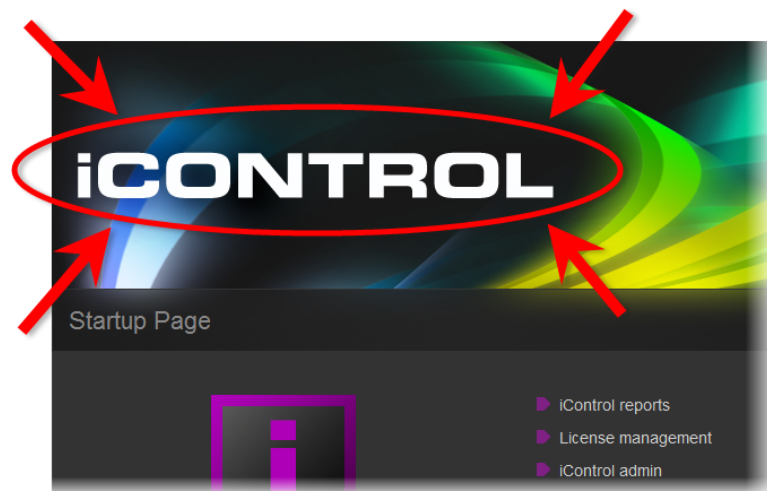 iCONTROL
Startup Page
i
iControl reports
License management
iControl admin